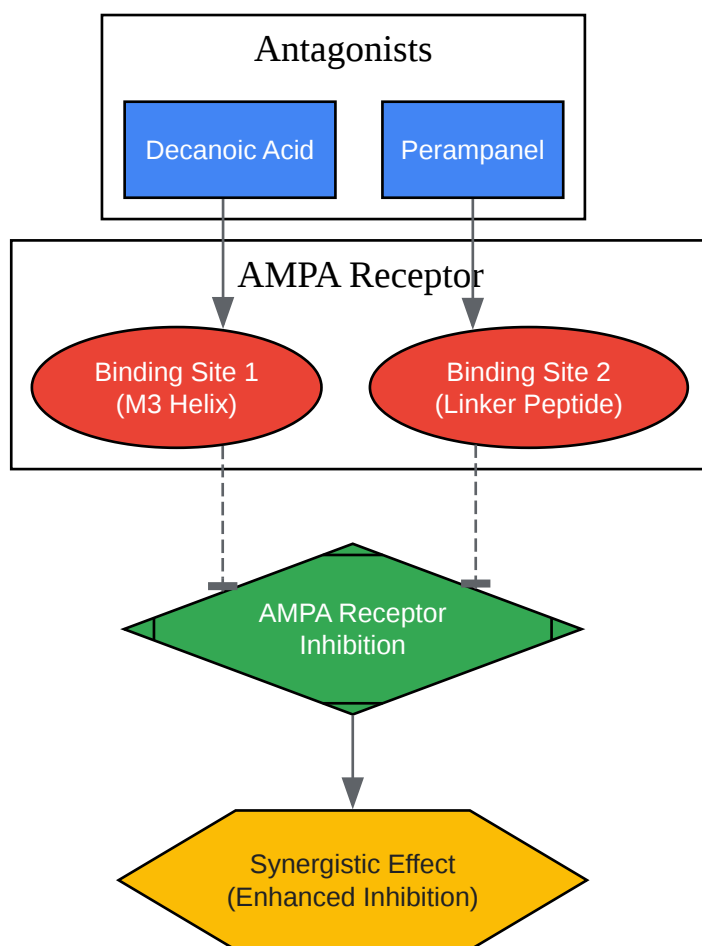 Antagonists
Decanoic Acid
Perampanel
AMPA Receptor
Binding Site 1
(M3 Helix)
Binding Site 2
(Linker Peptide)
AMPA Receptor
Inhibition
Synergistic Effect
(Enhanced Inhibition)